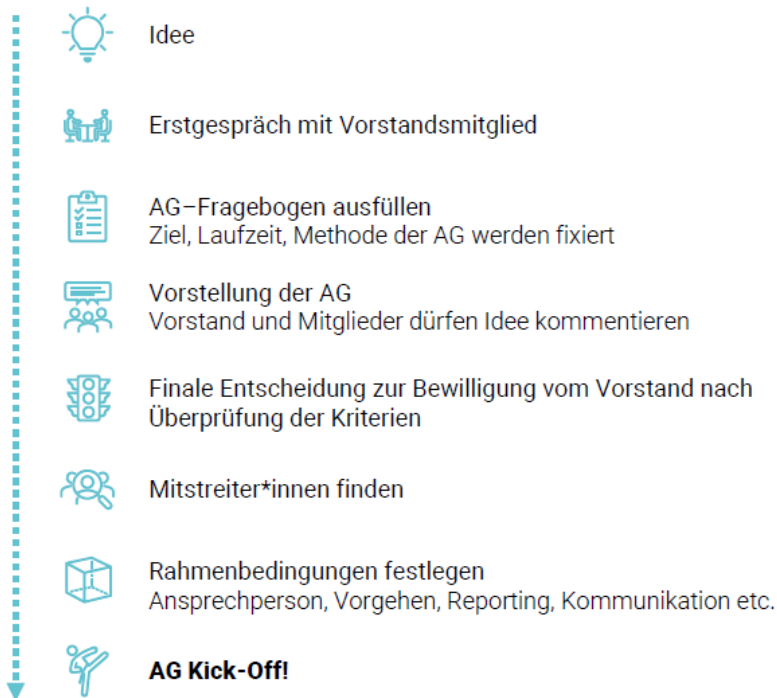 Idee
Erstgespräch mit Vorstandsmitglied
AG–Fragebogen ausfüllen
Ziel, Laufzeit, Methode der AG werden fixiert
Vorstellung der AG
Vorstand und Mitglieder dürfen Idee kommentieren
Finale Entscheidung zur Bewilligung vom Vorstand nach
Überprüfung der Kriterien
Mitstreiter*innen finden
Rahmenbedingungen festlegen
Ansprechperson, Vorgehen, Reporting, Kommunikation etc.
AG Kick-Off!